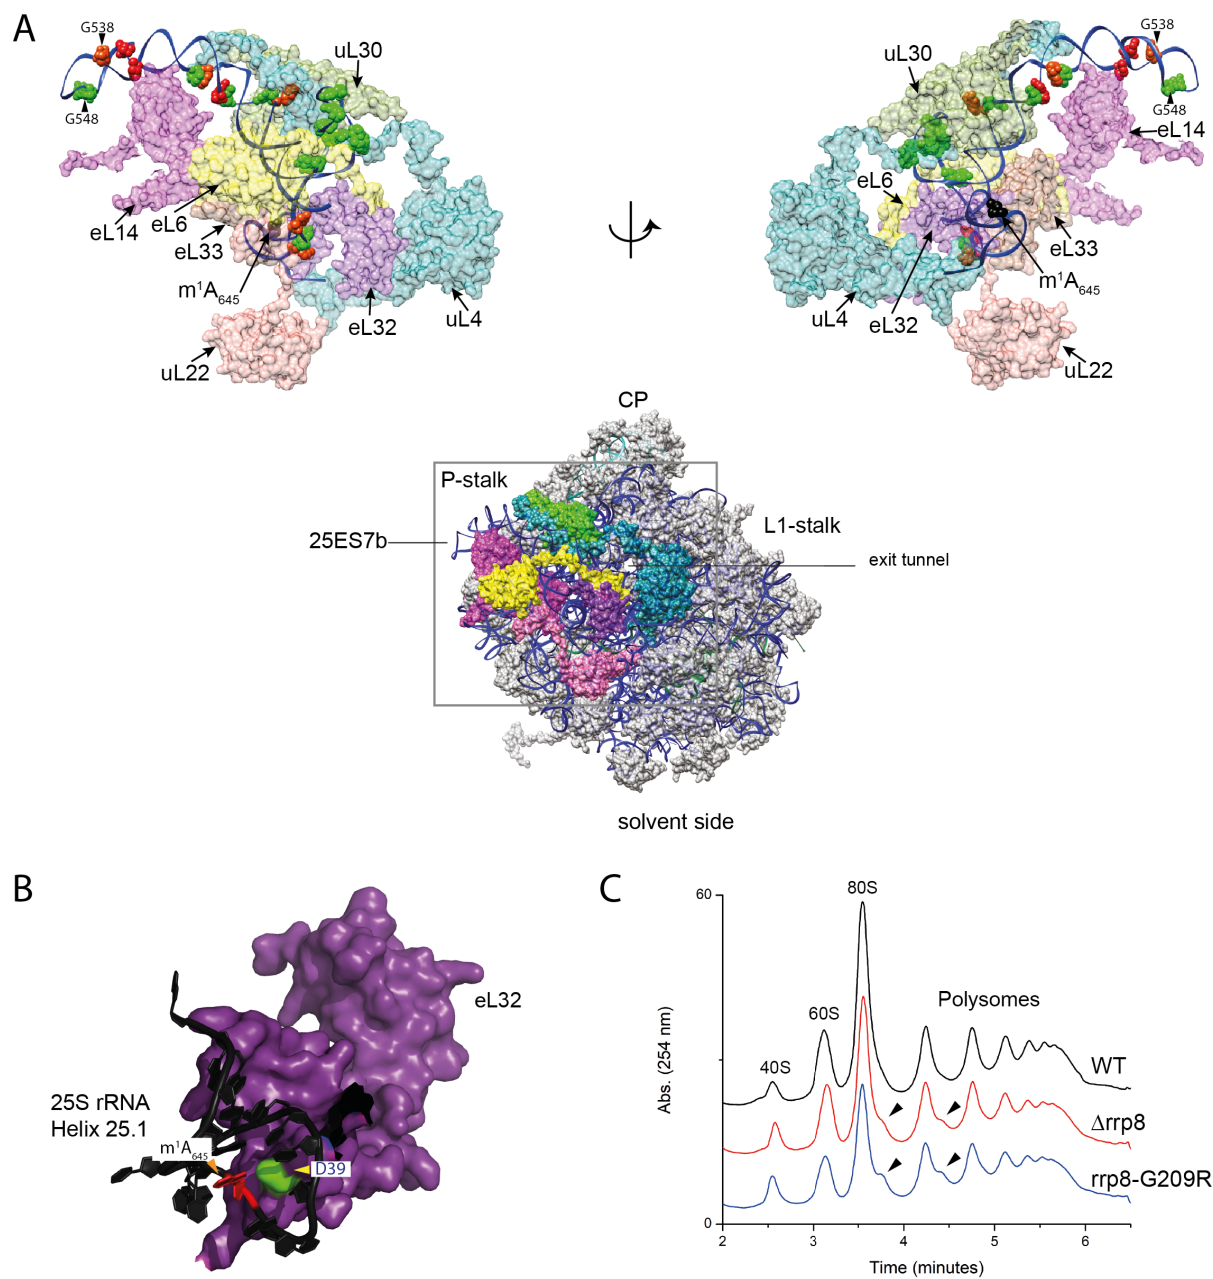 A
G538
G548
uL30
eL14
eL6
eL33
m¹A₆₄₅
uL22
eL32
uL4
uL30
G538
G548
eL14
eL6
eL33
m¹A₆₄₅
uL4
eL32
uL22
CP
P-stalk
L1-stalk
25ES7b
exit tunnel
solvent side
B
eL32
25S rRNA
Helix 25.1
m¹A₆₄₅
D39
C
60
80S
60S
Polysomes
40S
WT
Δrrp8
rrp8-G209R
Abs. (254 nm)
0
2 3 4 5 6
Time (minutes)